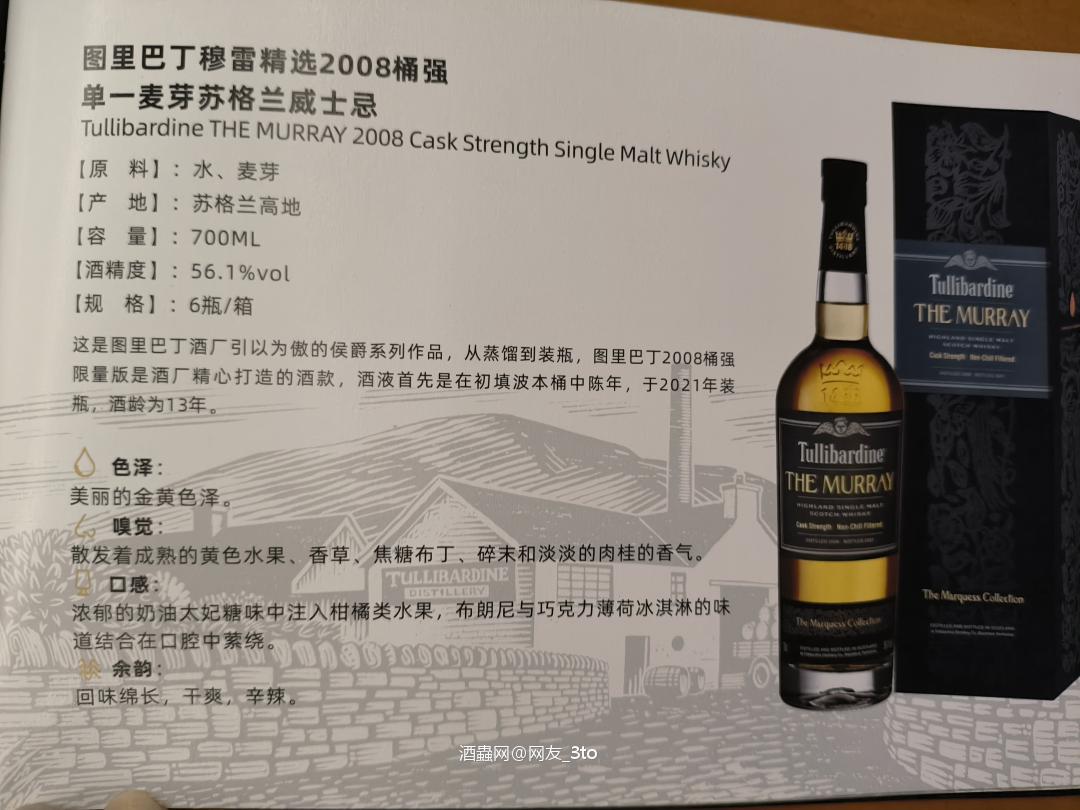 图里巴丁穆雷精选2008桶强
单一麦芽苏格兰威士忌
Tullibardine THE MURRAY 2008 Cask Strength Single Malt Whisky
【原 料】：水、麦芽
【产 地】：苏格兰高地
【容 量】：700ML
【酒精度】：56.1%vol
【规 格】：6瓶/箱
这是图里巴丁酒厂引以为傲的侯爵系列作品，从蒸馏到装瓶，图里巴丁2008桶强
限量版是酒厂精心打造的酒款，酒液首先是在初填波本桶中陈年，于2021年装
瓶，酒龄为13年。
色泽：
美丽的金黄色泽。
嗅觉：
散发着成熟的黄色水果、香草、焦糖布丁、碎末和淡淡的肉桂的香气。
口感：
浓郁的奶油太妃糖味中注入柑橘类水果，布朗尼与巧克力薄荷冰淇淋的味
道结合在口腔中萦绕。
余韵：
回味绵长，干爽，辛辣。
TULLIBARDINE
DISTILLERY
1488
1488
Tullibardine
THE MURRAY
HIGHLAND SINGLE MALT
SCOTCH WHISKY
Cask Strength Non-Chill Filtered
The Marquess Collection
Tullibardine
THE MURRAY
HIGHLAND SINGLE MALT
SCOTCH WHISKY
Cask Strength Non-Chill Filtered
The Marquess Collection
酒蟲网@网友_3to